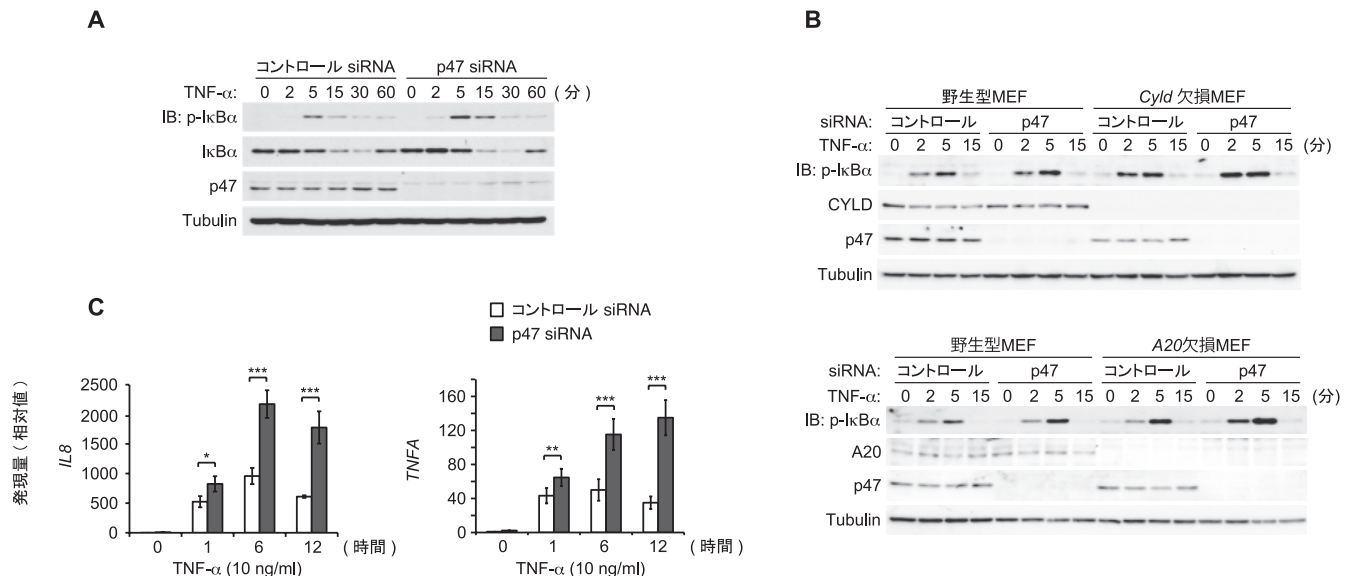 A
コントロール siRNA p47 siRNA
TNF-α: 0 2 5 15 30 60 0 2 5 15 30 60 (分)
IB: p-IκBα
IκBα
p47
Tubulin
B
野生型MEF Cyld 欠損MEF
siRNA: コントロール p47 コントロール p47
TNF-α: 0 2 5 15 0 2 5 15 0 2 5 15 0 2 5 15 (分)
IB: p-IκBα
CYLD
p47
Tubulin
野生型MEF A20欠損MEF
siRNA: コントロール p47 コントロール p47
TNF-α: 0 2 5 15 0 2 5 15 0 2 5 15 0 2 5 15 (分)
IB: p-IκBα
A20
p47
Tubulin
C
コントロール siRNA
p47 siRNA
発現量(相対値)
IL8
2500
2000
1500
1000
500
0
* *** ***
0 1 6 12 (時間)
TNF-α (10 ng/ml)
TNFA
160
120
80
40
0
** *** ***
0 1 6 12 (時間)
TNF-α (10 ng/ml)